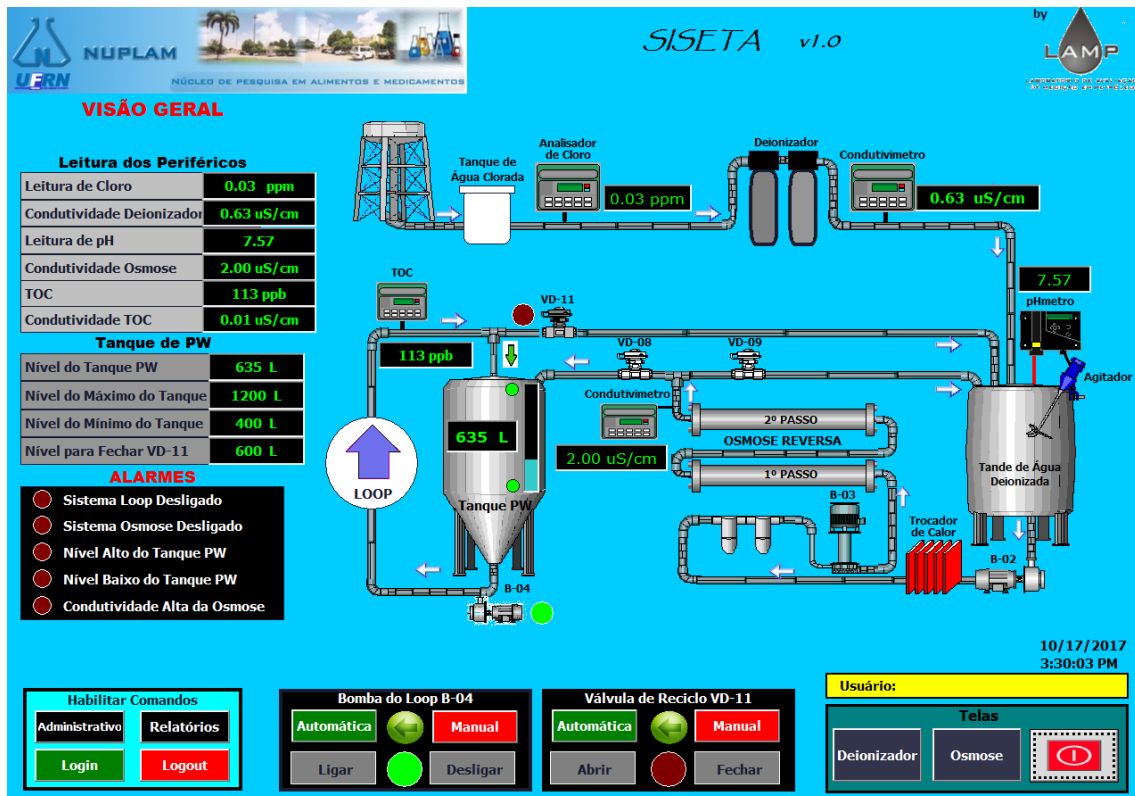 NUPLAM
UFRN
NÚCLEO DE PESQUISA EM ALIMENTOS E MEDICAMENTOS
SISETA v1.0
by
LAMP
VISÃO GERAL
Leitura dos Periféricos
Leitura de Cloro 0.03 ppm
Condutividade Deionizador 0.63 uS/cm
Leitura de pH 7.57
Condutividade Osmose 2.00 uS/cm
TOC 113 ppb
Condutividade TOC 0.01 uS/cm
Tanque de PW
Nível do Tanque PW 635 L
Nível do Máximo do Tanque 1200 L
Nível do Mínimo do Tanque 400 L
Nível para Fechar VD-11 600 L
ALARMES
Sistema Loop Desligado
Sistema Osmose Desligado
Nível Alto do Tanque PW
Nível Baixo do Tanque PW
Condutividade Alta da Osmose
Tanque de
Água Clorada
Analisador
de Cloro
0.03 ppm
Deionizador
Condutivimetro
0.63 uS/cm
7.57
pHmetro
Agitador
TOC
113 ppb
VD-11
VD-08
VD-09
Condutivimetro
2.00 uS/cm
2º PASSO
OSMOSE REVERSA
1º PASSO
635 L
Tanque PW
LOOP
B-03
Trocador
de Calor
B-02
Tande de Água
Deionizada
B-04
10/17/2017
3:30:03 PM
Usuário:
Habilitar Comandos
Administrativo Relatórios
Login Logout
Bomba do Loop B-04
Automática Manual
Ligar Desligar
Válvula de Reciclo VD-11
Automática Manual
Abrir Fechar
Telas
Deionizador Osmose